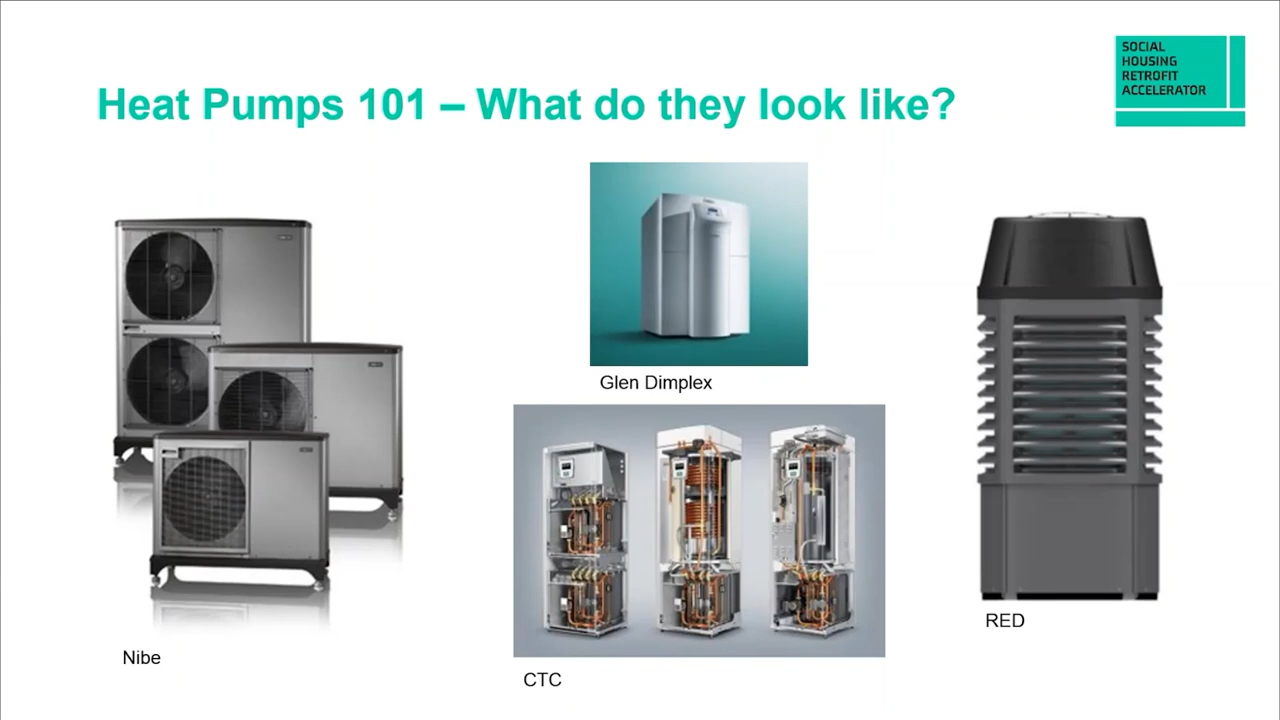 Heat Pumps 101 – What do they look like?
SOCIAL
HOUSING
RETROFIT
ACCELERATOR
Glen Dimplex
RED
Nibe
CTC